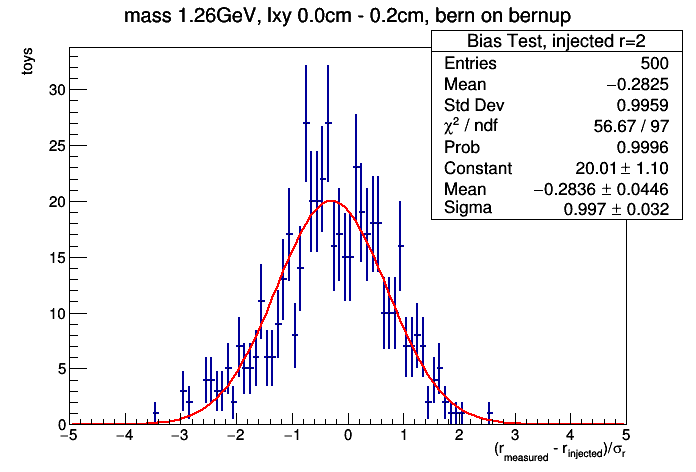 mass 1.26GeV, lxy 0.0cm - 0.2cm, bern on bernup
Bias Test, injected r=2
Entries 500
Mean −0.2825
Std Dev 0.9959
χ² / ndf 56.67 / 97
Prob 0.9996
Constant 20.01 ± 1.10
Mean −0.2836 ± 0.0446
Sigma 0.997 ± 0.032
toys
30
25
20
15
10
5
0
−5 −4 −3 −2 −1 0 1 2 3 4 5
(r_measured - r_injected)/σ_r